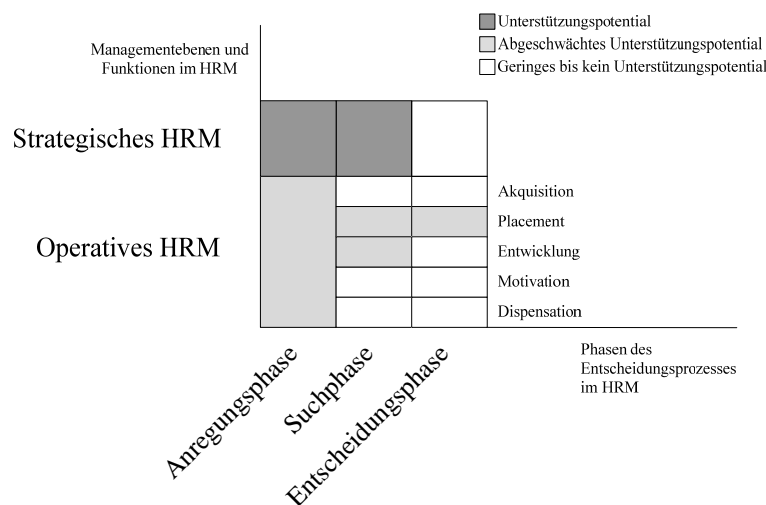 Unterstützungspotential
Abgeschwächtes Unterstützungspotential
Geringes bis kein Unterstützungspotential
Managementebenen und
Funktionen im HRM
Strategisches HRM
Operatives HRM
Akquisition
Placement
Entwicklung
Motivation
Dispensation
Anregungsphase
Suchphase
Entscheidungsphase
Phasen des
Entscheidungsprozesses
im HRM